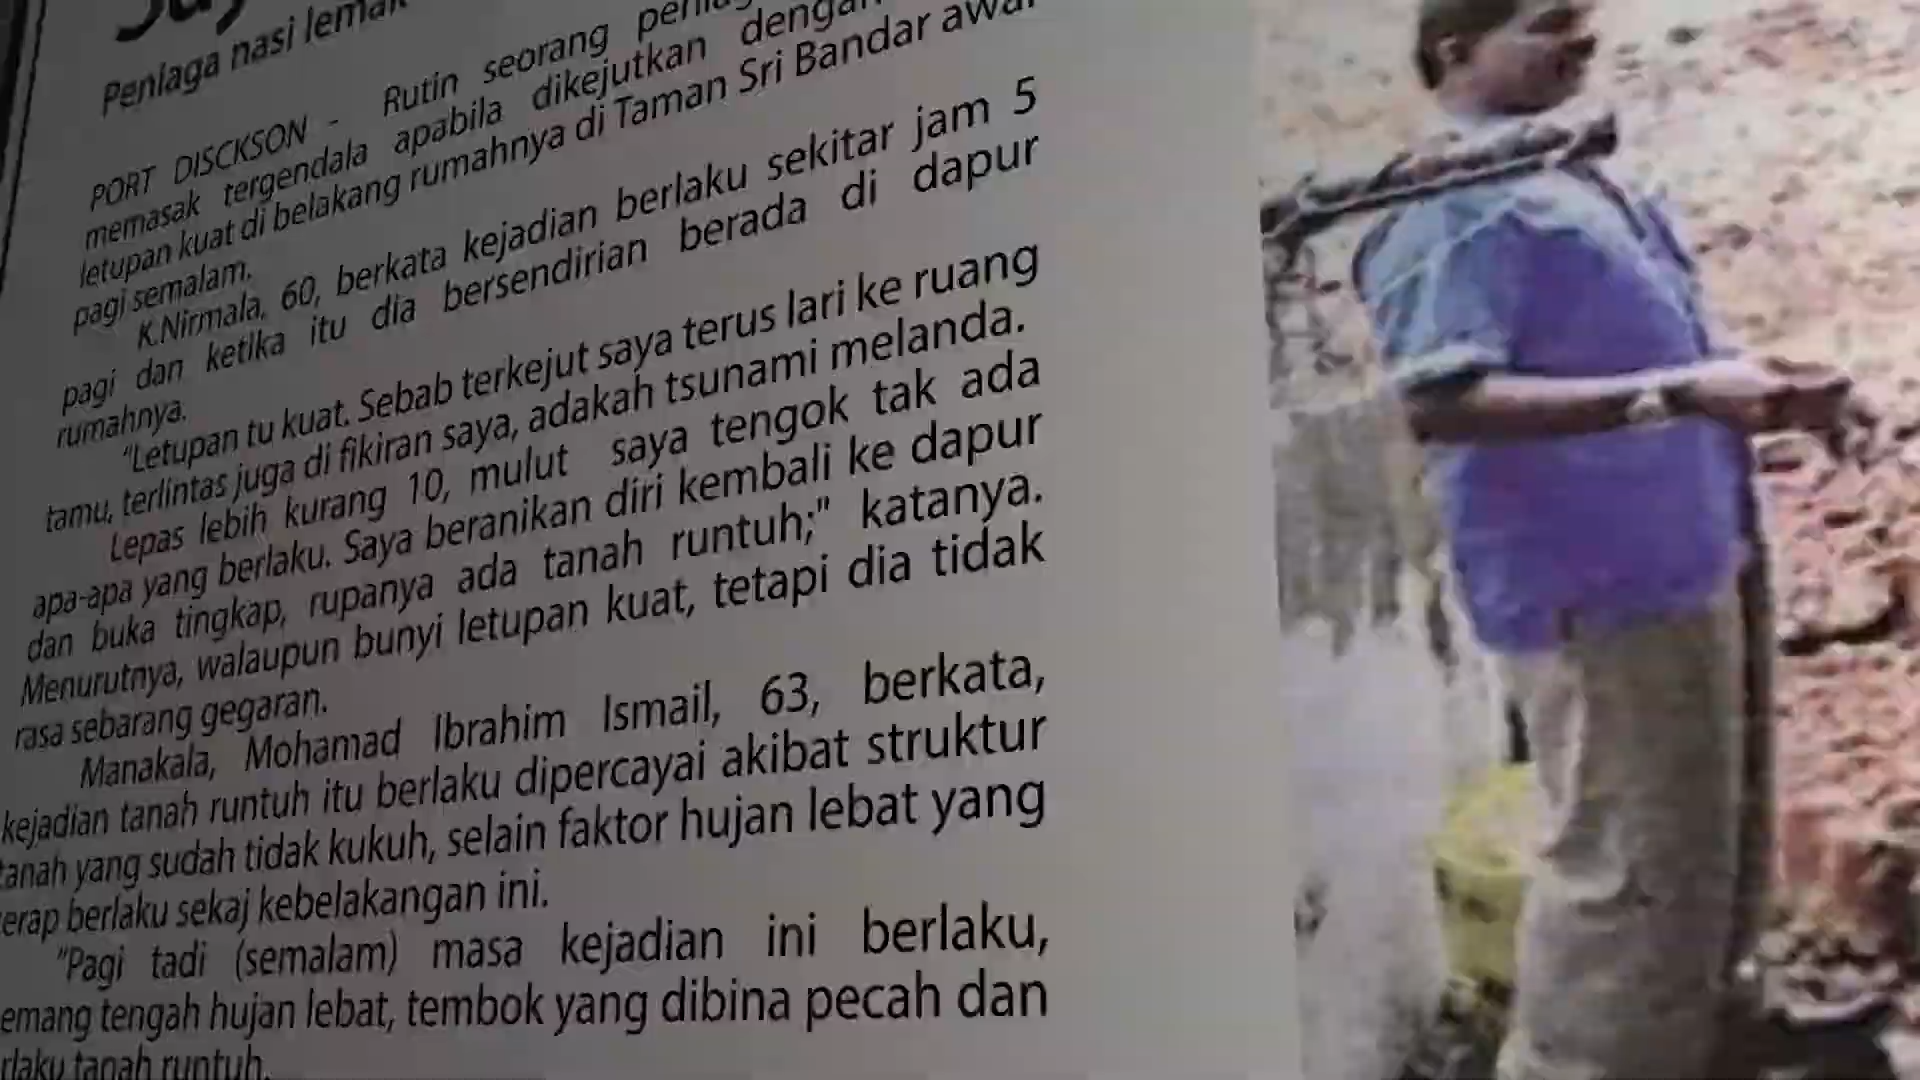 Peniaga nasi lemak
PORT DISCKSON - Rutin seorang
memasak tergendala apabila dikejutkan dengan
letupan kuat di belakang rumahnya di Taman Sri Bandar awal
pagi semalam.
K.Nirmala, 60, berkata kejadian berlaku sekitar jam 5
pagi dan ketika itu dia bersendirian berada di dapur
rumahnya.
"Letupan tu kuat. Sebab terkejut saya terus lari ke ruang
tamu, terlintas juga di fikiran saya, adakah tsunami melanda.
Lepas lebih kurang 10, mulut saya tengok tak ada
apa-apa yang berlaku. Saya beranikan diri kembali ke dapur
dan buka tingkap, rupanya ada tanah runtuh;" katanya.
Menurutnya, walaupun bunyi letupan kuat, tetapi dia tidak
rasa sebarang gegaran.
Manakala, Mohamad Ibrahim Ismail, 63, berkata,
kejadian tanah runtuh itu berlaku dipercayai akibat struktur
tanah yang sudah tidak kukuh, selain faktor hujan lebat yang
erap berlaku sekaj kebelakangan ini.
"Pagi tadi (semalam) masa kejadian ini berlaku,
emang tengah hujan lebat, tembok yang dibina pecah dan
rlaku tanah runtuh.